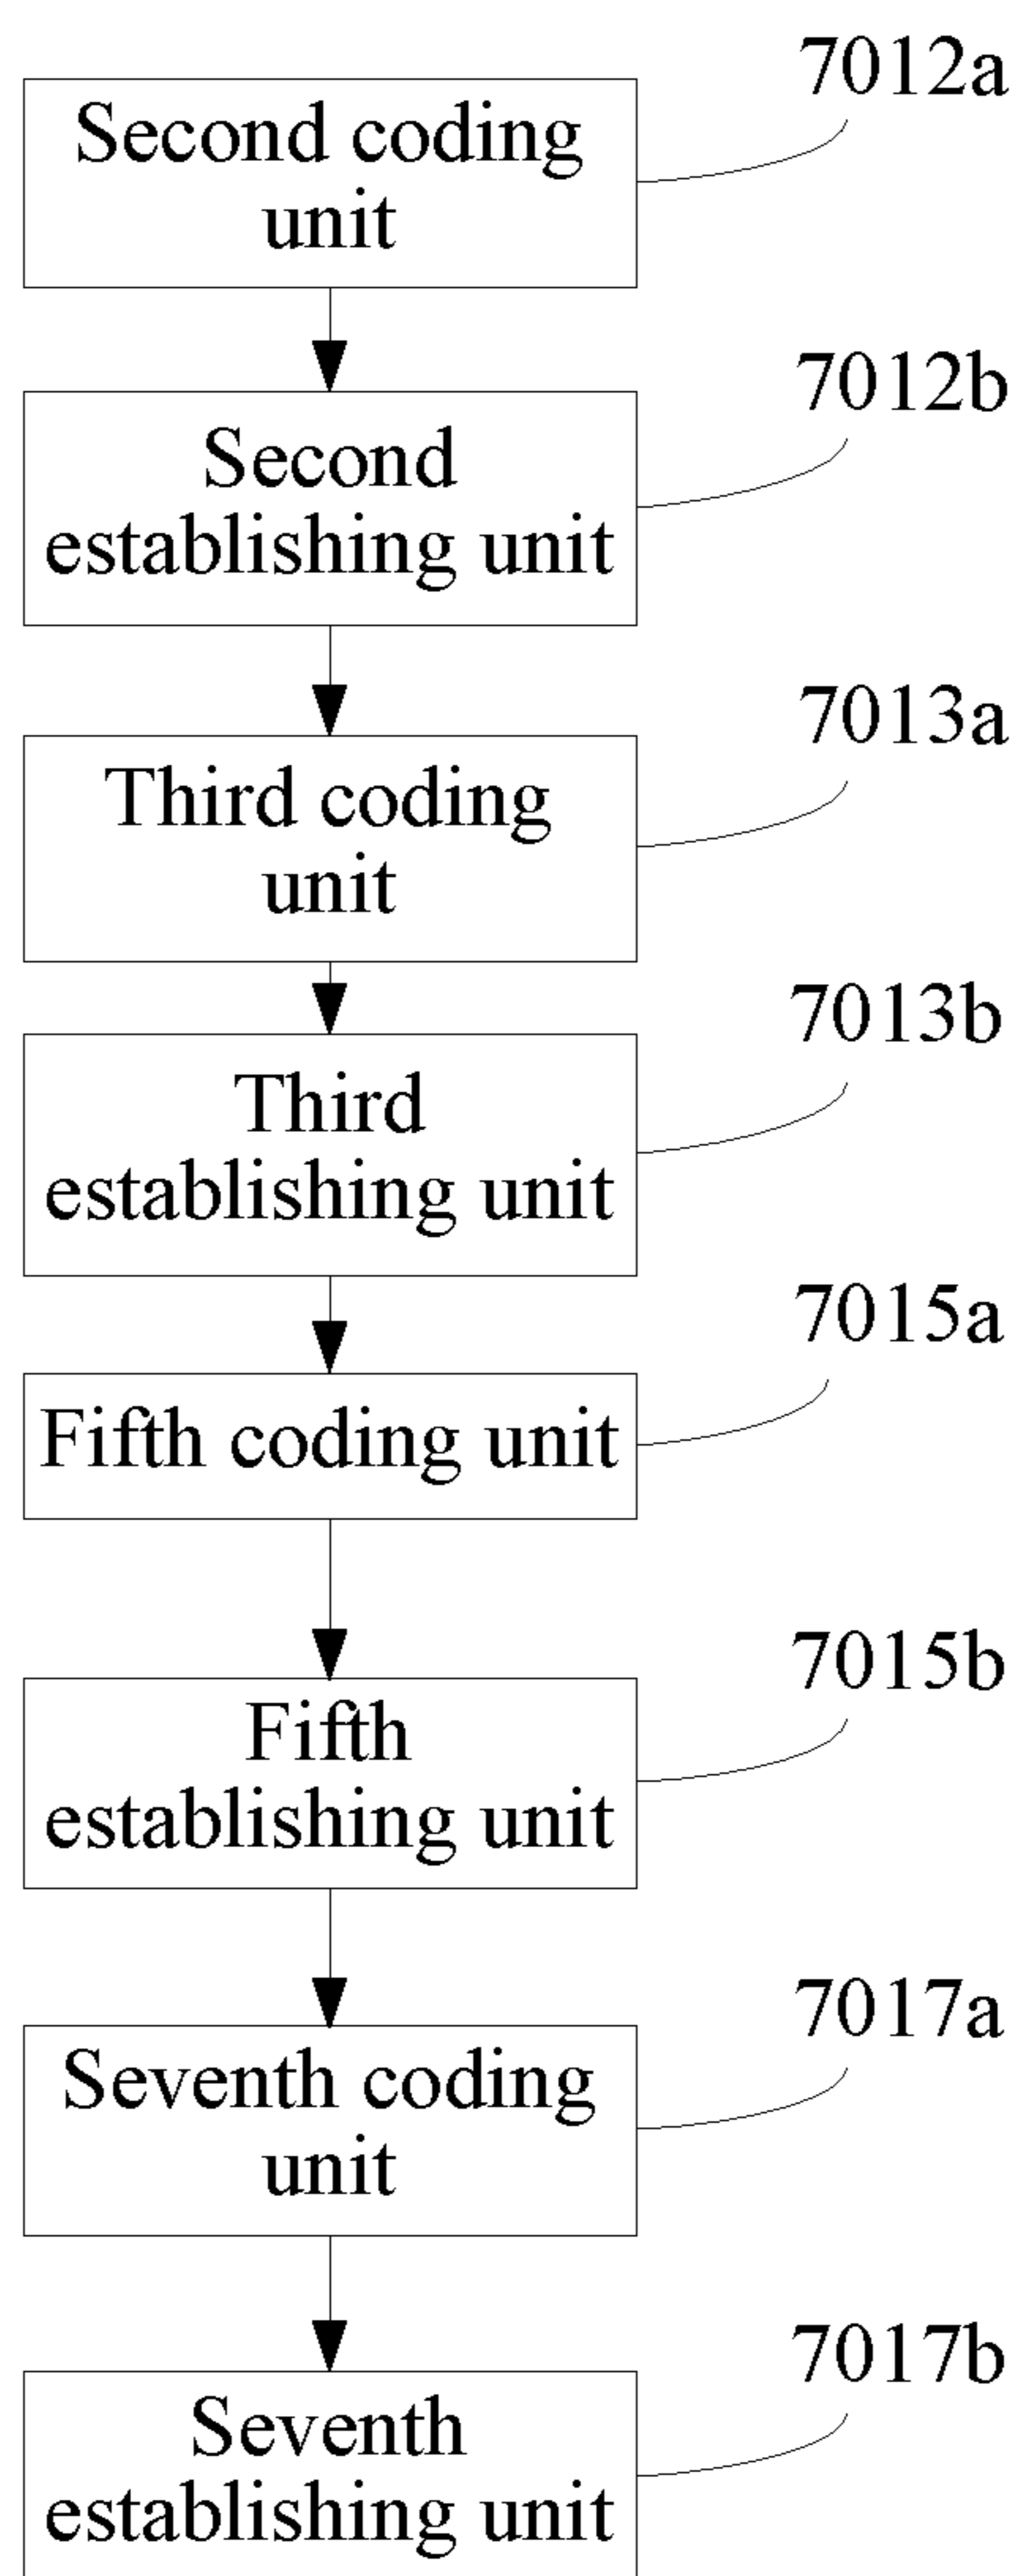 7012a
Second coding
unit
7012b
Second
establishing unit
7013a
Third coding
unit
7013b
Third
establishing unit
7015a
Fifth coding unit
7015b
Fifth
establishing unit
7017a
Seventh coding
unit
7017b
Seventh
establishing unit